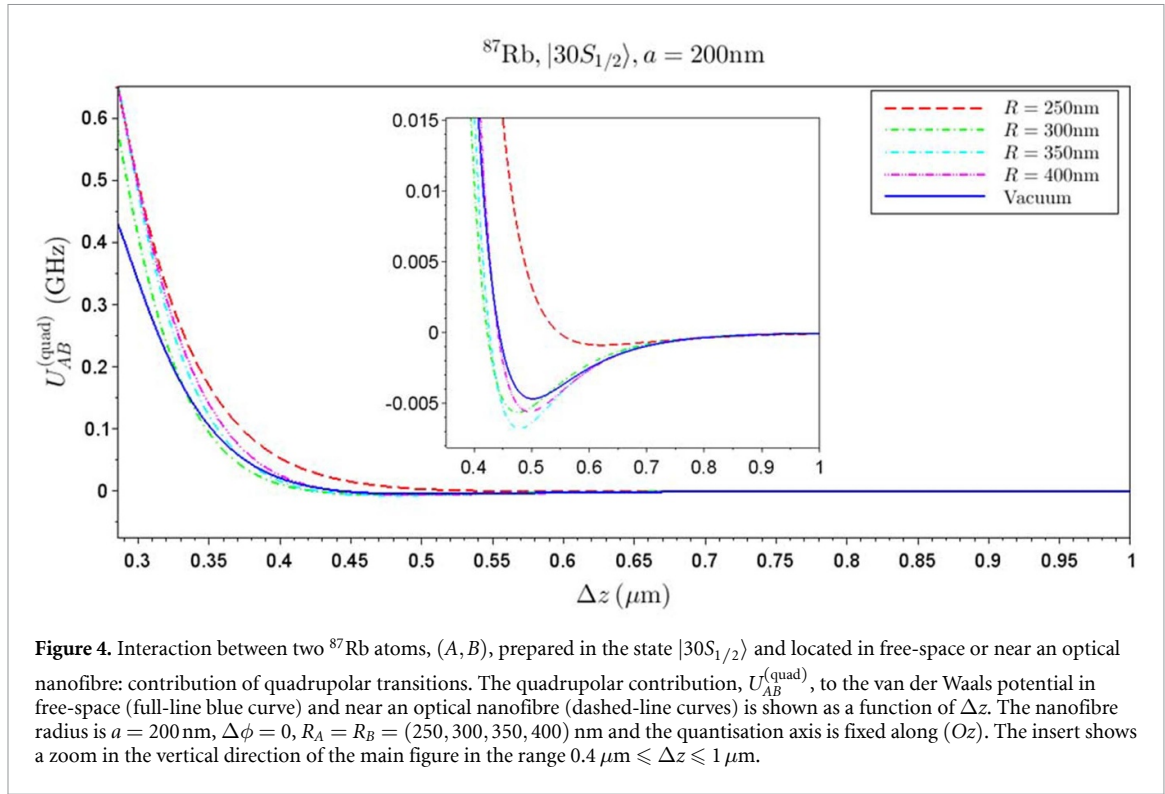 ⁸⁷Rb, |30S₁/₂⟩, a = 200nm
U_AB^(quad) (GHz)
0.6
0.5
0.4
0.3
0.2
0.1
0
0.3 0.35 0.4 0.45 0.5 0.55 0.6 0.65 0.7 0.75 0.8 0.85 0.9 0.95 1
Δz (μm)
0.015
0.01
0.005
0
-0.005
0.4 0.5 0.6 0.7 0.8 0.9 1
R = 250nm
R = 300nm
R = 350nm
R = 400nm
Vacuum
Figure 4. Interaction between two ⁸⁷Rb atoms, (A,B), prepared in the state |30S₁/₂⟩ and located in free-space or near an optical
nanofibre: contribution of quadrupolar transitions. The quadrupolar contribution, U_AB^(quad), to the van der Waals potential in
free-space (full-line blue curve) and near an optical nanofibre (dashed-line curves) is shown as a function of Δz. The nanofibre
radius is a = 200 nm, Δϕ = 0, R_A = R_B = (250, 300, 350, 400) nm and the quantisation axis is fixed along (Oz). The insert shows
a zoom in the vertical direction of the main figure in the range 0.4 μm ⩽ Δz ⩽ 1 μm.